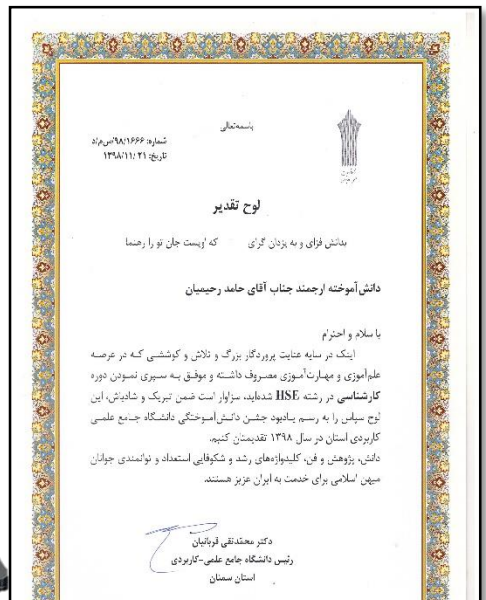 باسمه‌تعالی
شماره: ۹۸/۱۶۶۶/س‌م/د
تاریخ: ۱۳۹۸/۱۱/۲۱
لوح تقدیر
بدانش فزای و به یزدان گرای که اویست جان تو را رهنما
دانش‌آموخته ارجمند جناب آقای حامد رحیمیان
با سلام و احترام
اینک در سایه عنایت پروردگار بزرگ و تلاش و کوششی که در عرصه
علم‌آموزی و مهارت‌آموزی مصروف داشته و موفق به سپری نمودن دوره
کارشناسی در رشته HSE شده‌اید، سزاوار است ضمن تبریک و شادباش، این
لوح سپاس را به رسم یادبود جشن دانش‌آموختگی دانشگاه جامع علمی
کاربردی استان در سال ۱۳۹۸ تقدیمتان کنیم.
دانش، پژوهش و فن، کلیدواژه‌های رشد و شکوفایی استعداد و توانمندی جوانان
میهن اسلامی برای خدمت به ایران عزیز هستند.
دکتر محمدتقی قربانیان
رئیس دانشگاه جامع علمی-کاربردی
استان سمنان